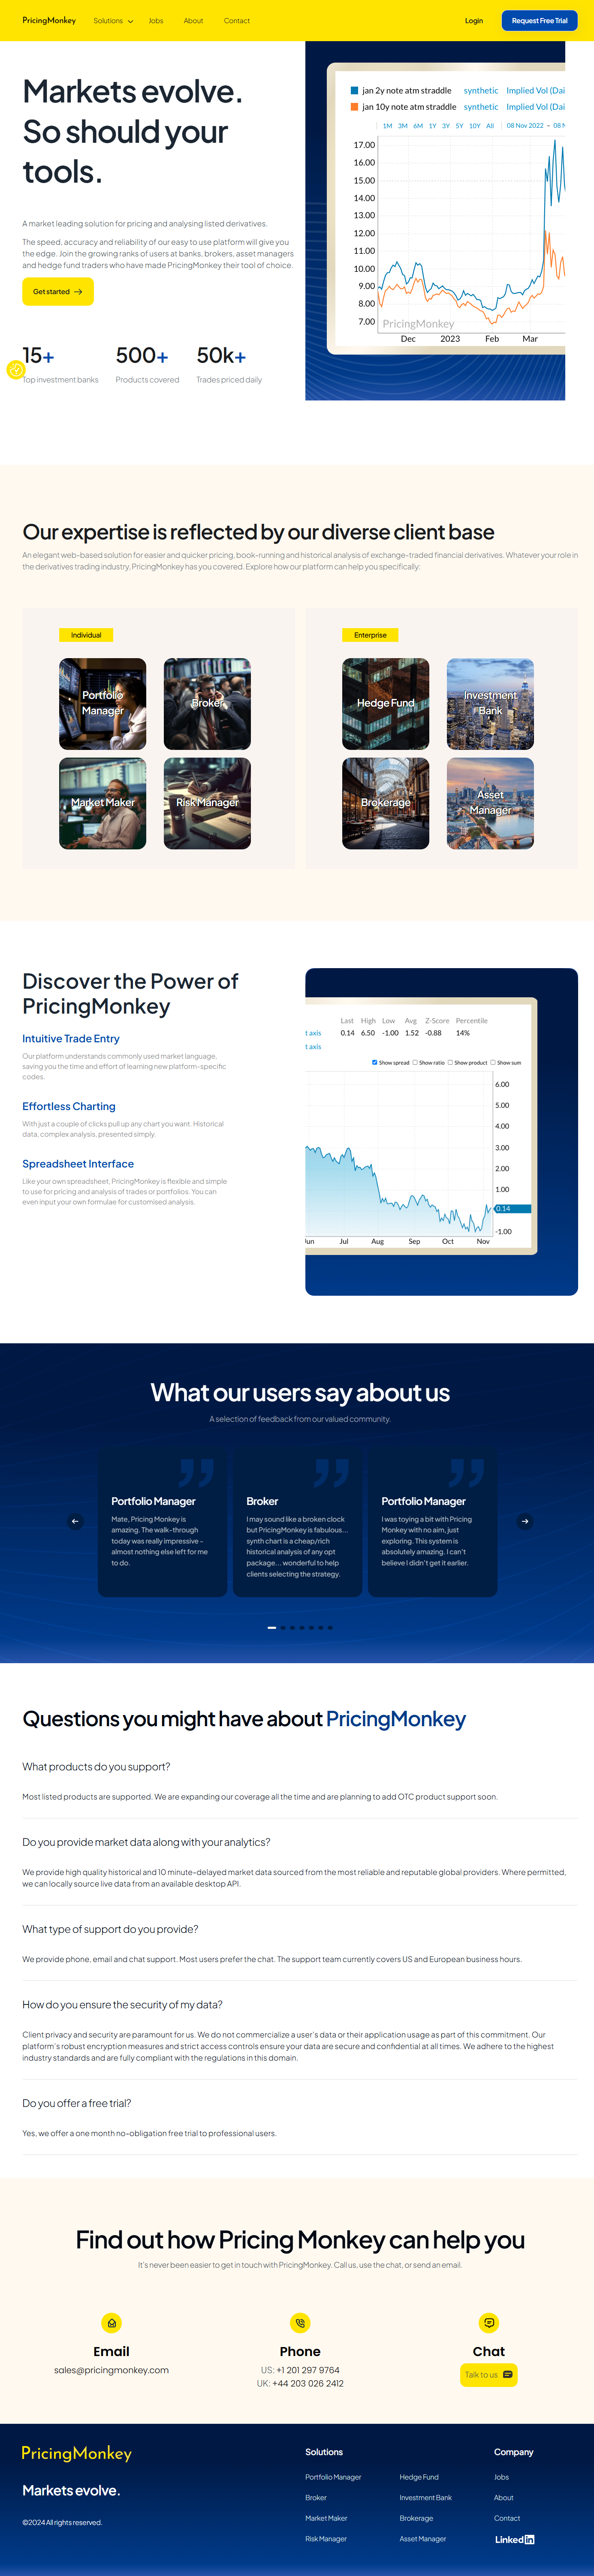 PricingMonkey
Solutions
Jobs
About
Contact
Login
Request Free Trial
Markets evolve.
So should your
tools.
A market leading solution for pricing and analysing listed derivatives.
The speed, accuracy and reliability of our easy to use platform will give you
the edge. Join the growing ranks of users at banks, brokers, asset managers
and hedge fund traders who have made PricingMonkey their tool of choice.
Get started
15+
Top investment banks
500+
Products covered
50k+
Trades priced daily
jan 2y note atm straddle synthetic Implied Vol (Dai
jan 10y note atm straddle synthetic Implied Vol (Dai
1M 3M 6M 1Y 3Y 5Y 10Y All 08 Nov 2022 ~ 08 N
17.00
16.00
15.00
14.00
13.00
12.00
11.00
10.00
9.00
8.00
7.00
PricingMonkey
Dec 2023 Feb Mar
Our expertise is reflected by our diverse client base
An elegant web-based solution for easier and quicker pricing, book-running and historical analysis of exchange-traded financial derivatives. Whatever your role in
the derivatives trading industry, PricingMonkey has you covered. Explore how our platform can help you specifically:
Individual
Portfolio
Manager
Broker
Market Maker
Risk Manager
Enterprise
Hedge Fund
Investment
Bank
Brokerage
Asset
Manager
Discover the Power of
PricingMonkey
Intuitive Trade Entry
Our platform understands commonly used market language,
saving you the time and effort of learning new platform-specific
codes.
Effortless Charting
With just a couple of clicks pull up any chart you want. Historical
data, complex analysis, presented simply.
Spreadsheet Interface
Like your own spreadsheet, PricingMonkey is flexible and simple
to use for pricing and analysis of trades or portfolios. You can
even input your own formulae for customised analysis.
Last High Low Avg Z-Score Percentile
t axis 0.14 6.50 -1.00 1.52 -0.88 14%
t axis
Show spread Show ratio Show product Show sum
6.00
5.00
4.00
3.00
2.00
1.00
0.14
-1.00
Jun Jul Aug Sep Oct Nov
What our users say about us
A selection of feedback from our valued community.
Portfolio Manager
Mate, Pricing Monkey is
amazing. The walk-through
today was really impressive –
almost nothing else left for me
to do.
Broker
I may sound like a broken clock
but PricingMonkey is fabulous...
synth chart is a cheap/rich
historical analysis of any opt
package... wonderful to help
clients selecting the strategy.
Portfolio Manager
I was toying a bit with Pricing
Monkey with no aim, just
exploring. This system is
absolutely amazing. I can't
believe I didn't get it earlier.
Questions you might have about PricingMonkey
What products do you support?
Most listed products are supported. We are expanding our coverage all the time and are planning to add OTC product support soon.
Do you provide market data along with your analytics?
We provide high quality historical and 10 minute-delayed market data sourced from the most reliable and reputable global providers. Where permitted,
we can locally source live data from an available desktop API.
What type of support do you provide?
We provide phone, email and chat support. Most users prefer the chat. The support team currently covers US and European business hours.
How do you ensure the security of my data?
Client privacy and security are paramount for us. We do not commercialize a user's data or their application usage as part of this commitment. Our
platform's robust encryption measures and strict access controls ensure your data are secure and confidential at all times. We adhere to the highest
industry standards and are fully compliant with the regulations in this domain.
Do you offer a free trial?
Yes, we offer a one month no-obligation free trial to professional users.
Find out how Pricing Monkey can help you
It's never been easier to get in touch with PricingMonkey. Call us, use the chat, or send an email.
Email
sales@pricingmonkey.com
Phone
US: +1 201 297 9764
UK: +44 203 026 2412
Chat
Talk to us
PricingMonkey
Markets evolve.
©2024 All rights reserved.
Solutions
Portfolio Manager
Broker
Market Maker
Risk Manager
Hedge Fund
Investment Bank
Brokerage
Asset Manager
Company
Jobs
About
Contact
Linkedin